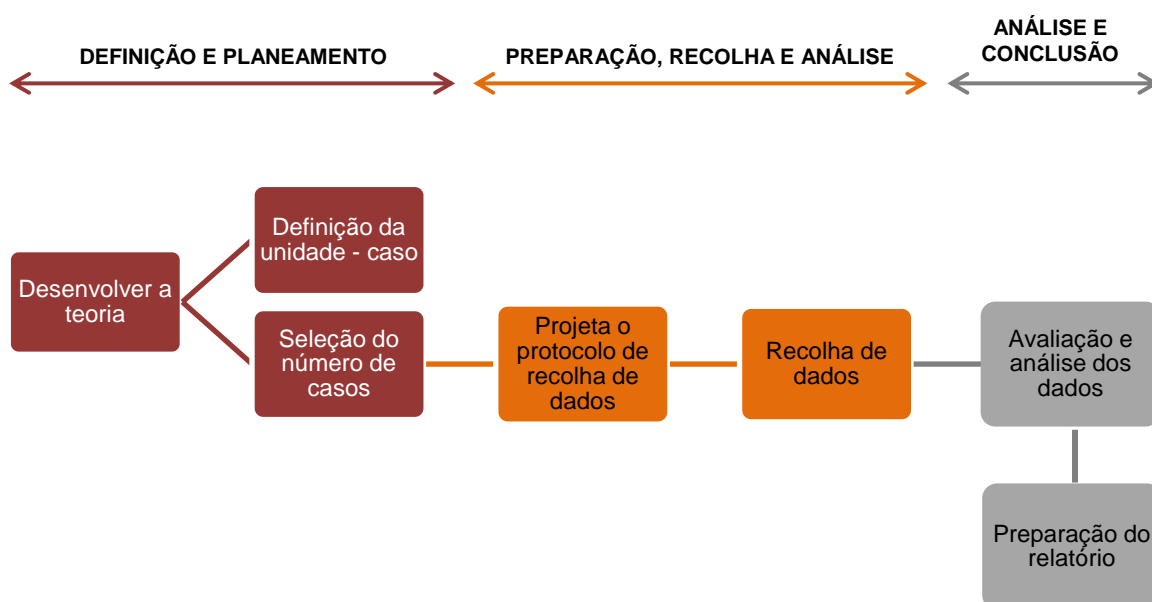 DEFINIÇÃO E PLANEAMENTO
PREPARAÇÃO, RECOLHA E ANÁLISE
ANÁLISE E
CONCLUSÃO
Desenvolver a
teoria
Definição da
unidade - caso
Seleção do
número de
casos
Projeta o
protocolo de
recolha de
dados
Recolha de
dados
Avaliação e
análise dos
dados
Preparação do
relatório